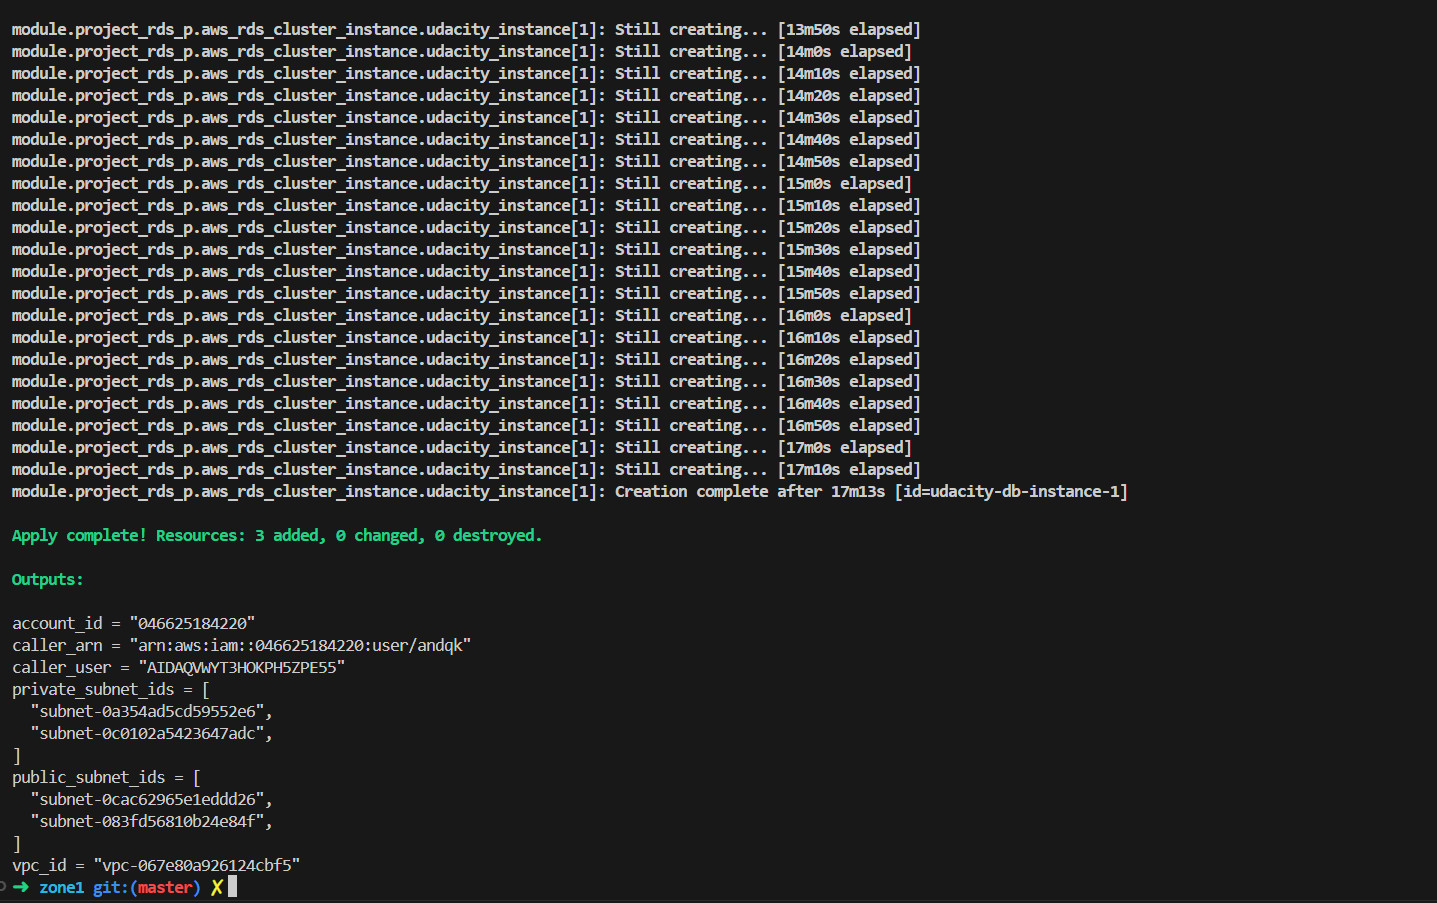 module.project_rds_p.aws_rds_cluster_instance.udacity_instance[1]: Still creating... [13m50s elapsed]
module.project_rds_p.aws_rds_cluster_instance.udacity_instance[1]: Still creating... [14m0s elapsed]
module.project_rds_p.aws_rds_cluster_instance.udacity_instance[1]: Still creating... [14m10s elapsed]
module.project_rds_p.aws_rds_cluster_instance.udacity_instance[1]: Still creating... [14m20s elapsed]
module.project_rds_p.aws_rds_cluster_instance.udacity_instance[1]: Still creating... [14m30s elapsed]
module.project_rds_p.aws_rds_cluster_instance.udacity_instance[1]: Still creating... [14m40s elapsed]
module.project_rds_p.aws_rds_cluster_instance.udacity_instance[1]: Still creating... [14m50s elapsed]
module.project_rds_p.aws_rds_cluster_instance.udacity_instance[1]: Still creating... [15m0s elapsed]
module.project_rds_p.aws_rds_cluster_instance.udacity_instance[1]: Still creating... [15m10s elapsed]
module.project_rds_p.aws_rds_cluster_instance.udacity_instance[1]: Still creating... [15m20s elapsed]
module.project_rds_p.aws_rds_cluster_instance.udacity_instance[1]: Still creating... [15m30s elapsed]
module.project_rds_p.aws_rds_cluster_instance.udacity_instance[1]: Still creating... [15m40s elapsed]
module.project_rds_p.aws_rds_cluster_instance.udacity_instance[1]: Still creating... [15m50s elapsed]
module.project_rds_p.aws_rds_cluster_instance.udacity_instance[1]: Still creating... [16m0s elapsed]
module.project_rds_p.aws_rds_cluster_instance.udacity_instance[1]: Still creating... [16m10s elapsed]
module.project_rds_p.aws_rds_cluster_instance.udacity_instance[1]: Still creating... [16m20s elapsed]
module.project_rds_p.aws_rds_cluster_instance.udacity_instance[1]: Still creating... [16m30s elapsed]
module.project_rds_p.aws_rds_cluster_instance.udacity_instance[1]: Still creating... [16m40s elapsed]
module.project_rds_p.aws_rds_cluster_instance.udacity_instance[1]: Still creating... [16m50s elapsed]
module.project_rds_p.aws_rds_cluster_instance.udacity_instance[1]: Still creating... [17m0s elapsed]
module.project_rds_p.aws_rds_cluster_instance.udacity_instance[1]: Still creating... [17m10s elapsed]
module.project_rds_p.aws_rds_cluster_instance.udacity_instance[1]: Creation complete after 17m13s [id=udacity-db-instance-1]
Apply complete! Resources: 3 added, 0 changed, 0 destroyed.
Outputs:
account_id = "046625184220"
caller_arn = "arn:aws:iam::046625184220:user/andqk"
caller_user = "AIDAQVWYT3HOKPH5ZPE55"
private_subnet_ids = [
  "subnet-0a354ad5cd59552e6",
  "subnet-0c0102a5423647adc",
]
public_subnet_ids = [
  "subnet-0cac62965e1eddd26",
  "subnet-083fd56810b24e84f",
]
vpc_id = "vpc-067e80a926124cbf5"
➜ zone1 git:(master) ✗